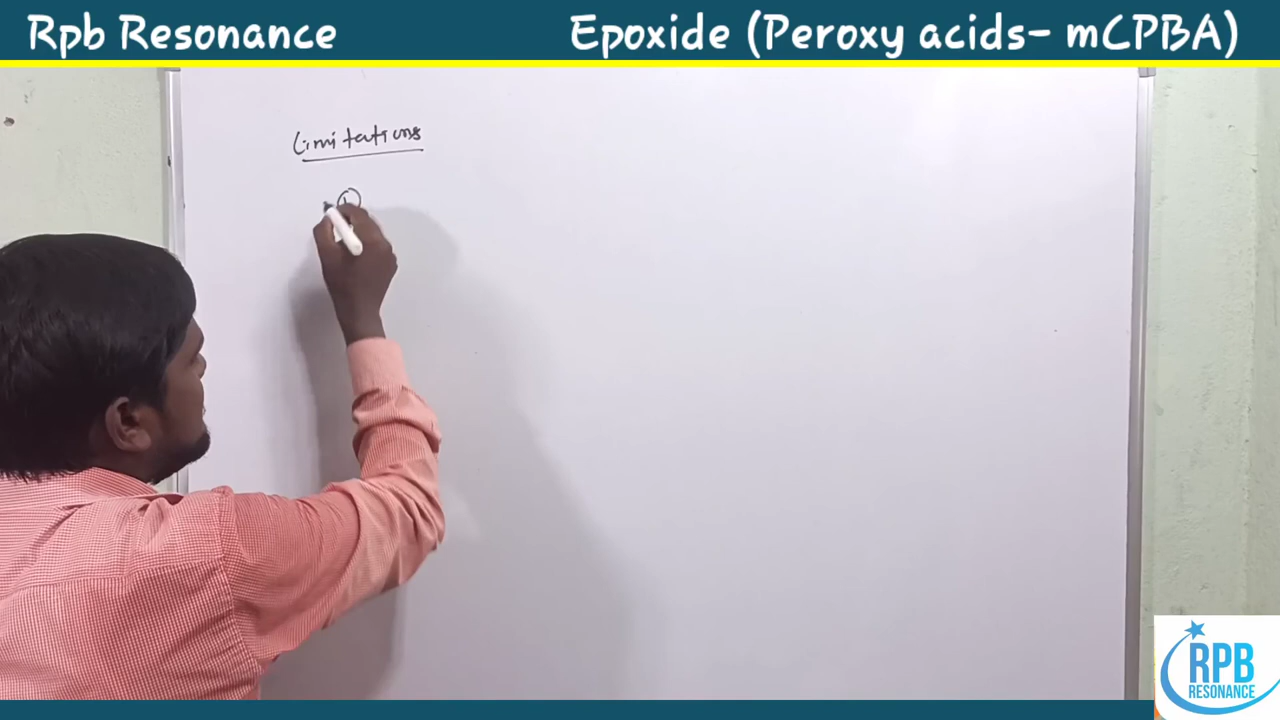 Rpb Resonance
Epoxide (Peroxy acids- mCPBA)
Limitations
RPB
RESONANCE